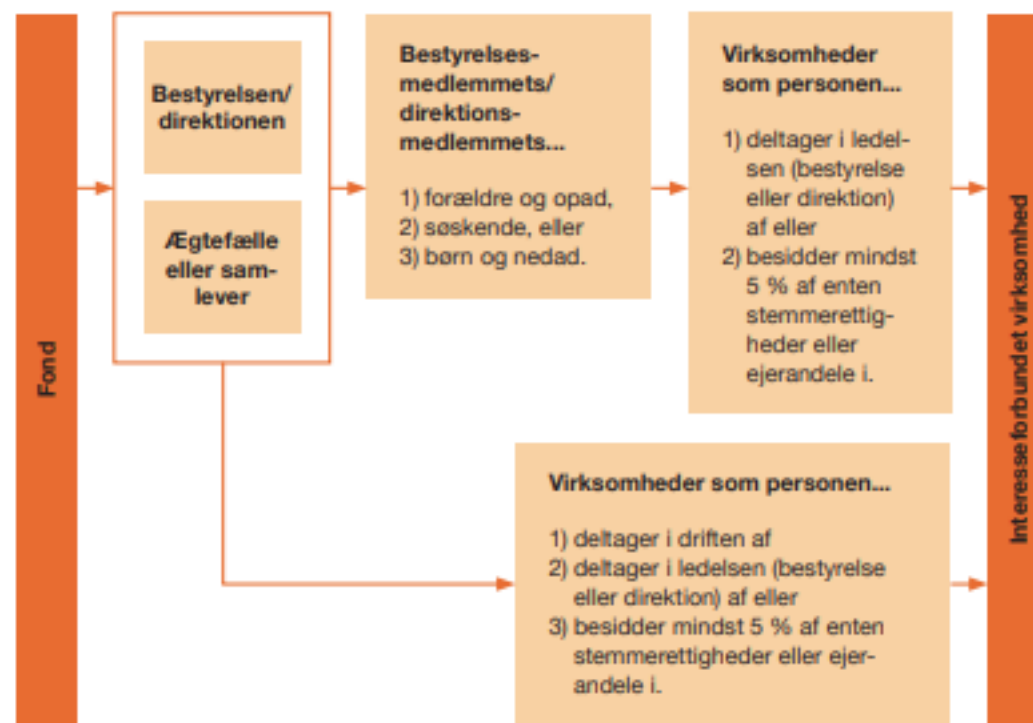 Fond
Bestyrelsen/
direktionen
Ægtefælle
eller sam-
lever
Bestyrelses-
medlemmets/
direktions-
medlemmets...
1) forældre og opad,
2) søskende, eller
3) børn og nedad.
Virksomheder
som personen...
1) deltager i ledel-
sen (bestyrelse
eller direktion)
af eller
2) besidder mindst
5 % af enten
stemmerettig-
heder eller
ejerandele i.
Virksomheder som personen...
1) deltager i driften af
2) deltager i ledelsen (bestyrelse
eller direktion) af eller
3) besidder mindst 5 % af enten
stemmerettigheder eller ejer-
andele i.
Interesseforbundet virksomhed